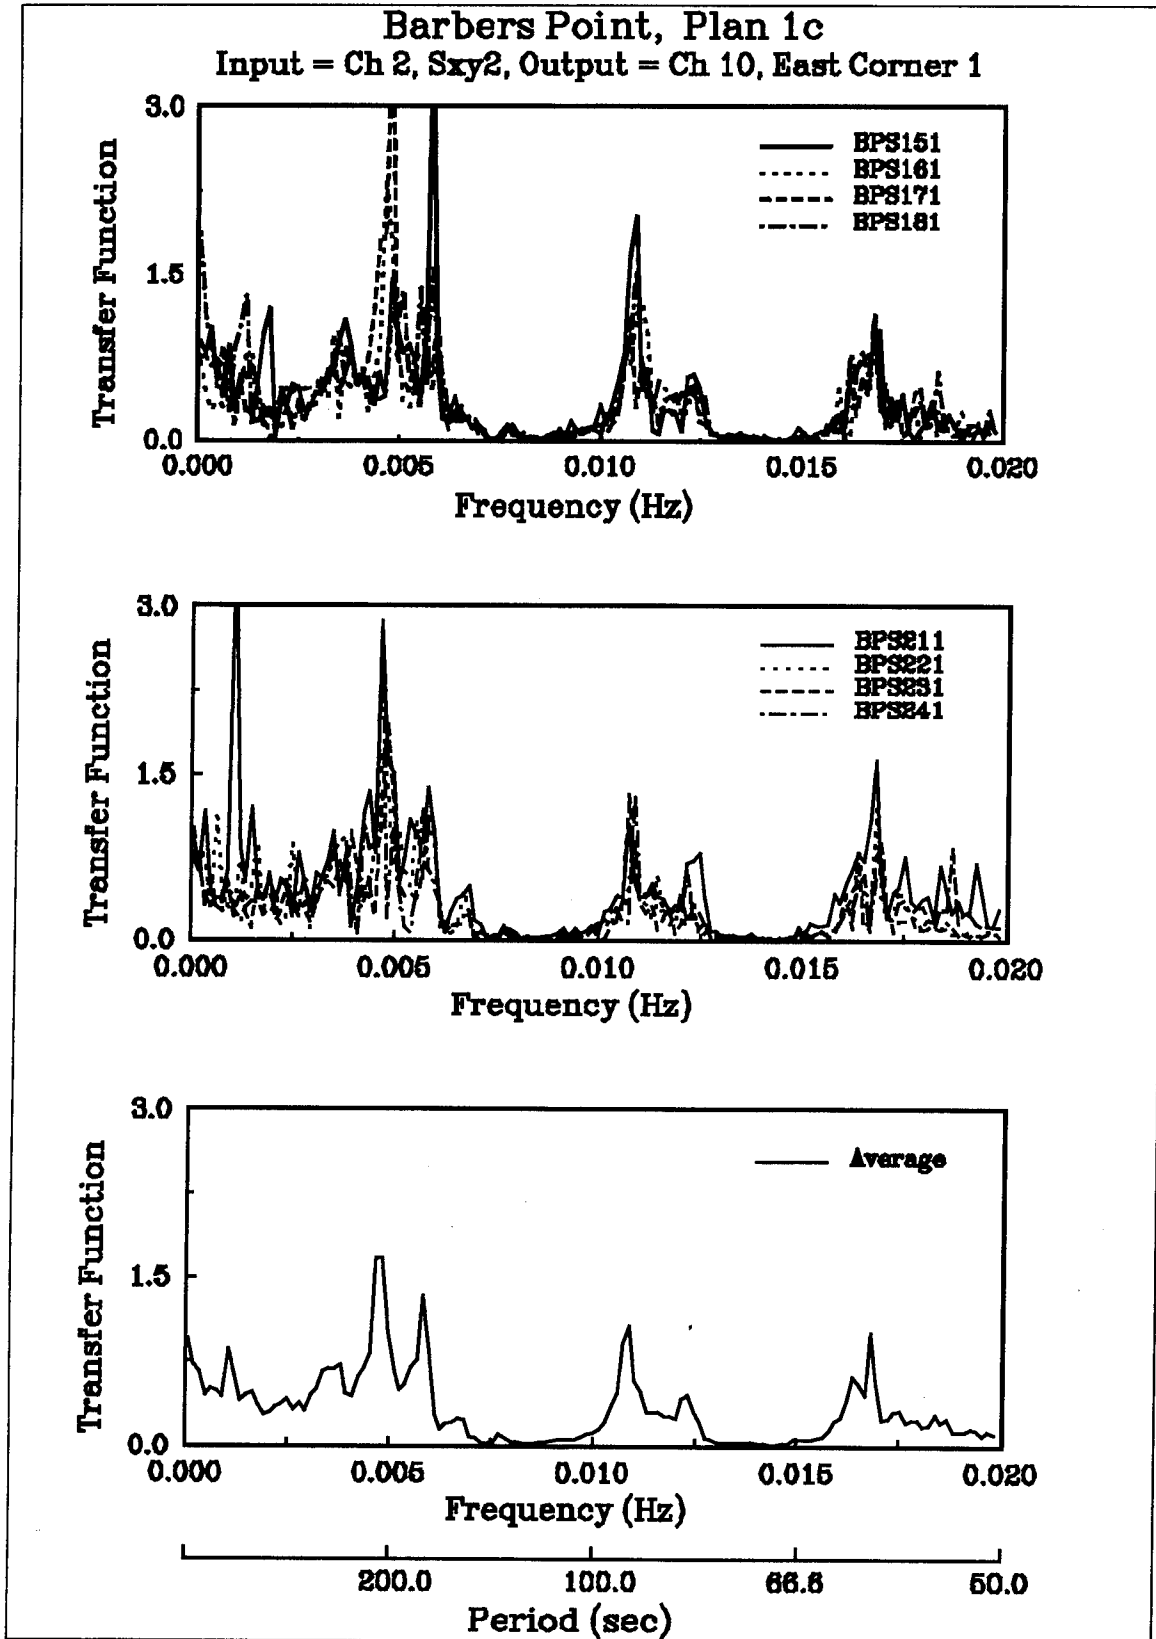 Barbers Point, Plan 1c
Input = Ch 2, Sxy2, Output = Ch 10, East Corner 1
3.0
1.5
0.0
Transfer Function
BPS151
BPS161
BPS171
BPS181
0.000 0.005 0.010 0.015 0.020
Frequency (Hz)
3.0
1.5
0.0
Transfer Function
BPS211
BPS221
BPS231
BPS241
0.000 0.005 0.010 0.015 0.020
Frequency (Hz)
3.0
1.5
0.0
Transfer Function
Average
0.000 0.005 0.010 0.015 0.020
Frequency (Hz)
200.0 100.0 66.6 50.0
Period (sec)